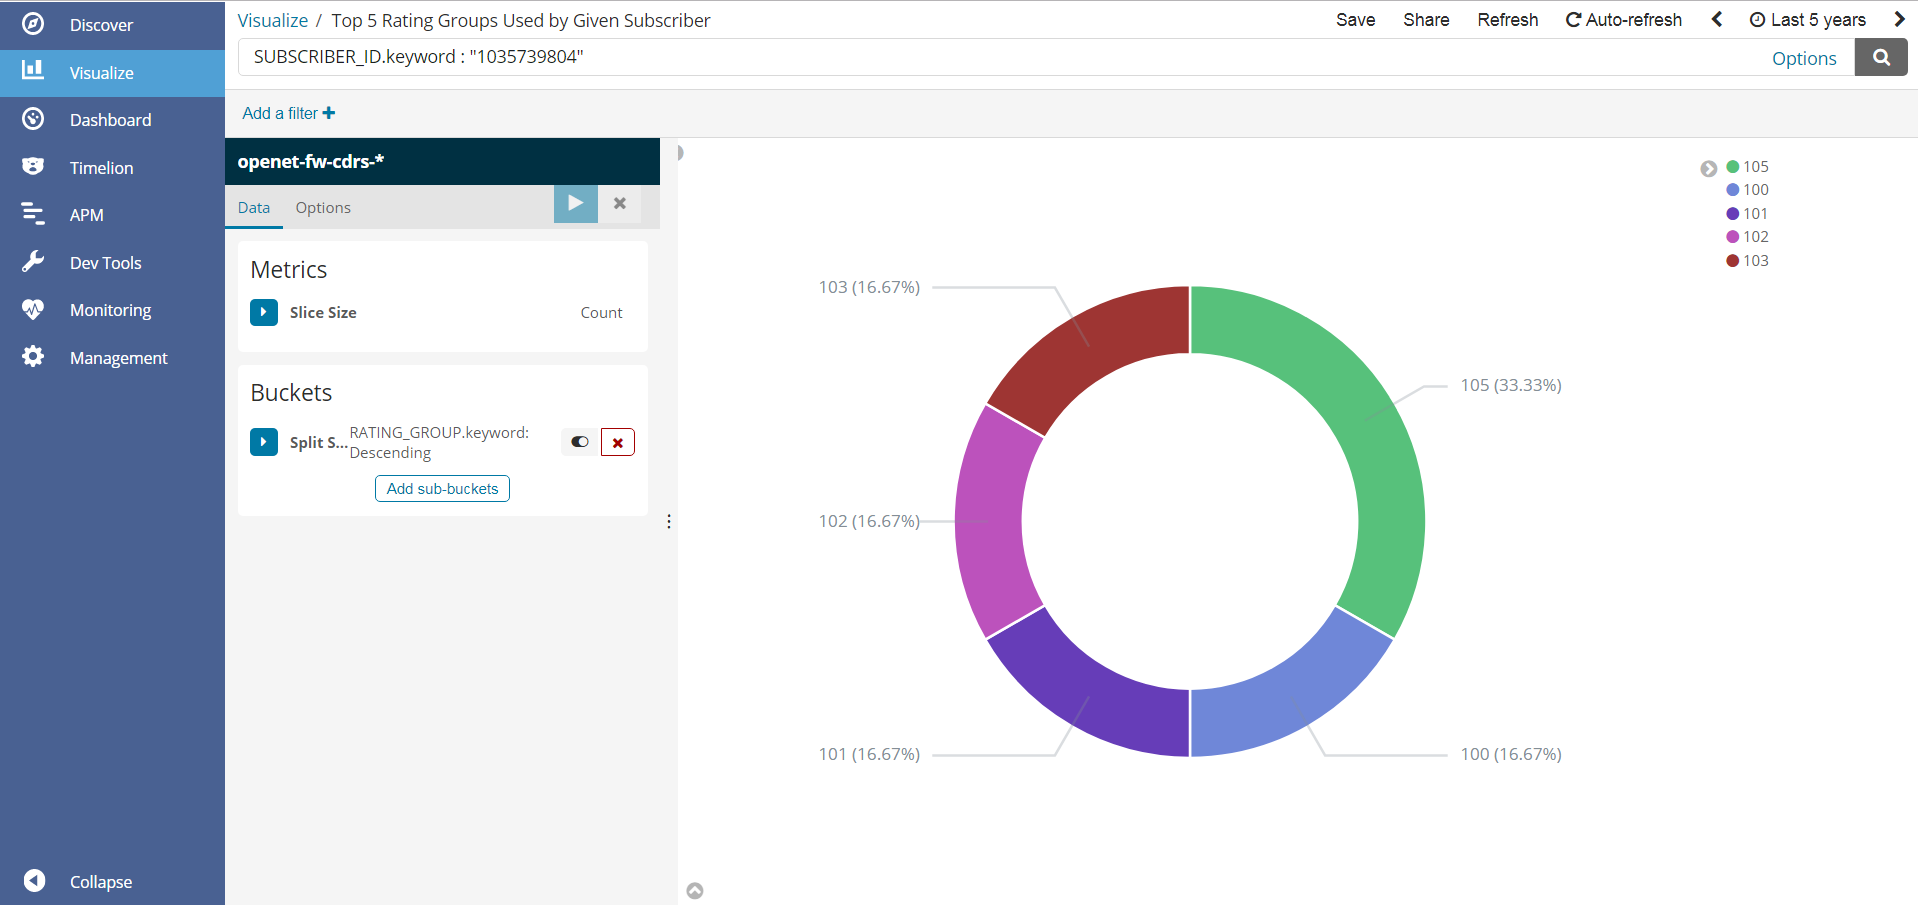 Discover
Visualize
Dashboard
Timelion
APM
Dev Tools
Monitoring
Management
Collapse
Visualize / Top 5 Rating Groups Used by Given Subscriber
Save Share Refresh Auto-refresh Last 5 years
SUBSCRIBER_ID.keyword : "1035739804"
Options
Add a filter +
openet-fw-cdrs-*
Data Options
Metrics
Slice Size Count
Buckets
Split S... RATING_GROUP.keyword:
Descending
Add sub-buckets
103 (16.67%)
105 (33.33%)
102 (16.67%)
101 (16.67%)
100 (16.67%)
105
100
101
102
103